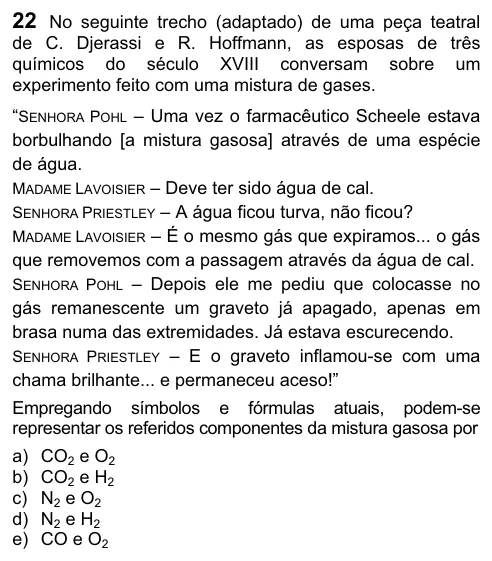 22 No seguinte trecho (adaptado) de uma peça teatral
de C. Djerassi e R. Hoffmann, as esposas de três
químicos do século XVIII conversam sobre um
experimento feito com uma mistura de gases.
“SENHORA POHL – Uma vez o farmacêutico Scheele estava
borbulhando [a mistura gasosa] através de uma espécie
de água.
MADAME LAVOISIER – Deve ter sido água de cal.
SENHORA PRIESTLEY – A água ficou turva, não ficou?
MADAME LAVOISIER – É o mesmo gás que expiramos... o gás
que removemos com a passagem através da água de cal.
SENHORA POHL – Depois ele me pediu que colocasse no
gás remanescente um graveto já apagado, apenas em
brasa numa das extremidades. Já estava escurecendo.
SENHORA PRIESTLEY – E o graveto inflamou-se com uma
chama brilhante... e permaneceu aceso!”
Empregando símbolos e fórmulas atuais, podem-se
representar os referidos componentes da mistura gasosa por
a) CO₂ e O₂
b) CO₂ e H₂
c) N₂ e O₂
d) N₂ e H₂
e) CO e O₂